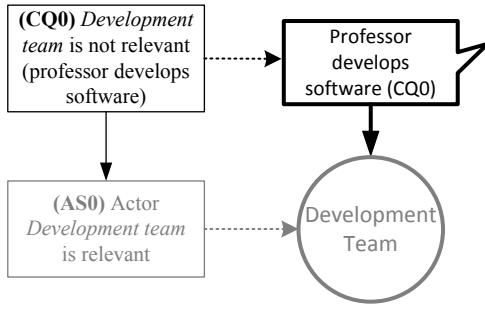 (CQ0) Development
team is not relevant
(professor develops
software)
Professor
develops
software (CQ0)
(AS0) Actor
Development team
is relevant
Development
Team